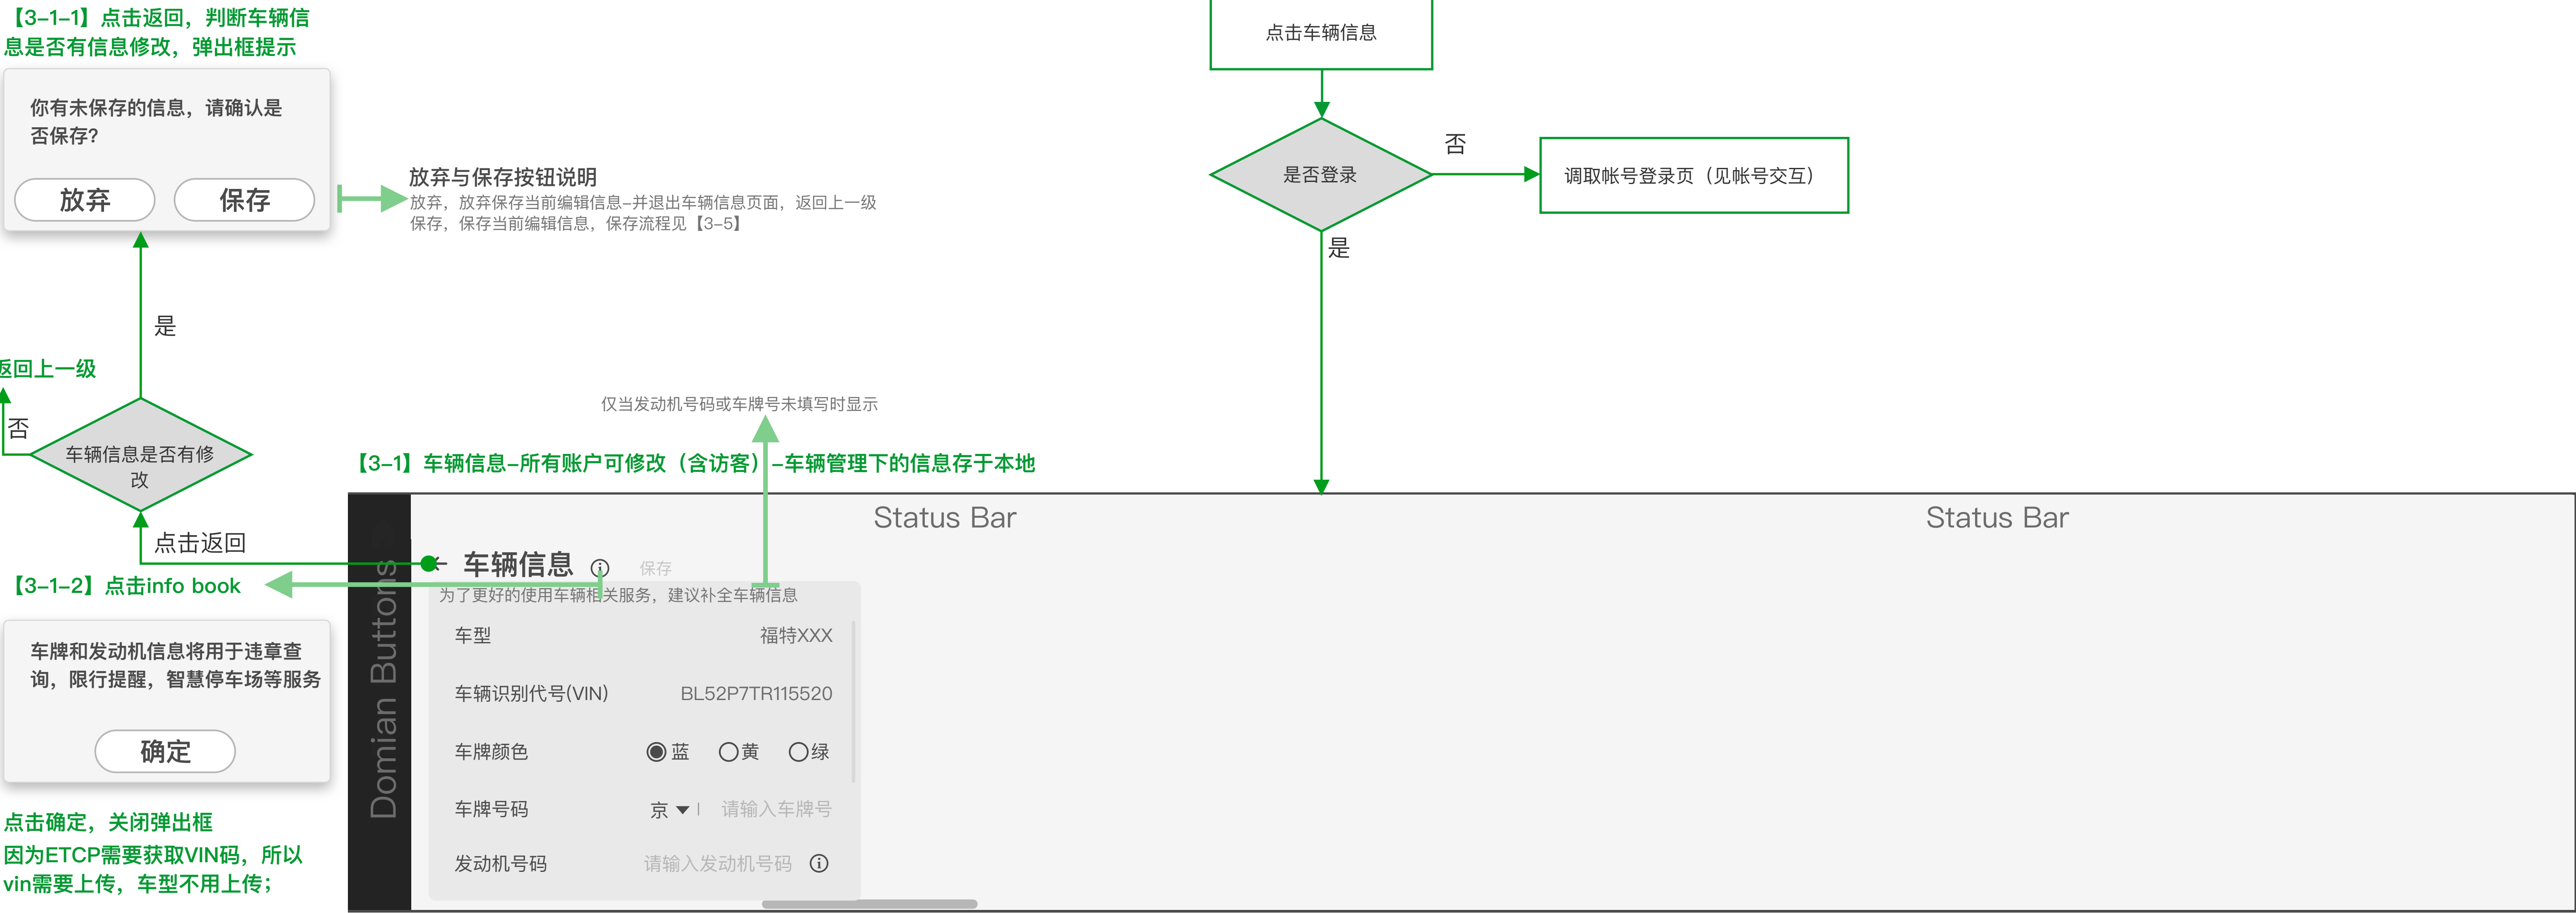 【3-1-1】点击返回，判断车辆信
息是否有信息修改，弹出框提示
你有未保存的信息，请确认是
否保存?
放弃
保存
放弃与保存按钮说明
放弃，放弃保存当前编辑信息-并退出车辆信息页面，返回上一级
保存，保存当前编辑信息，保存流程见【3-5】
点击车辆信息
是否登录
否
调取帐号登录页（见帐号交互）
是
是
返回上一级
否
车辆信息是否有修
改
点击返回
仅当发动机号码或车牌号未填写时显示
【3-1】车辆信息-所有账户可修改（含访客）-车辆管理下的信息存于本地
Status Bar
Status Bar
Domian Buttons
车辆信息
保存
为了更好的使用车辆相关服务，建议补全车辆信息
车型
福特XXX
车辆识别代号(VIN)
BL52P7TR115520
车牌颜色
蓝
黄
绿
车牌号码
京
请输入车牌号
发动机号码
请输入发动机号码
【3-1-2】点击info book
车牌和发动机信息将用于违章查
询，限行提醒，智慧停车场等服务
确定
点击确定，关闭弹出框
因为ETCP需要获取VIN码，所以
vin需要上传，车型不用上传；